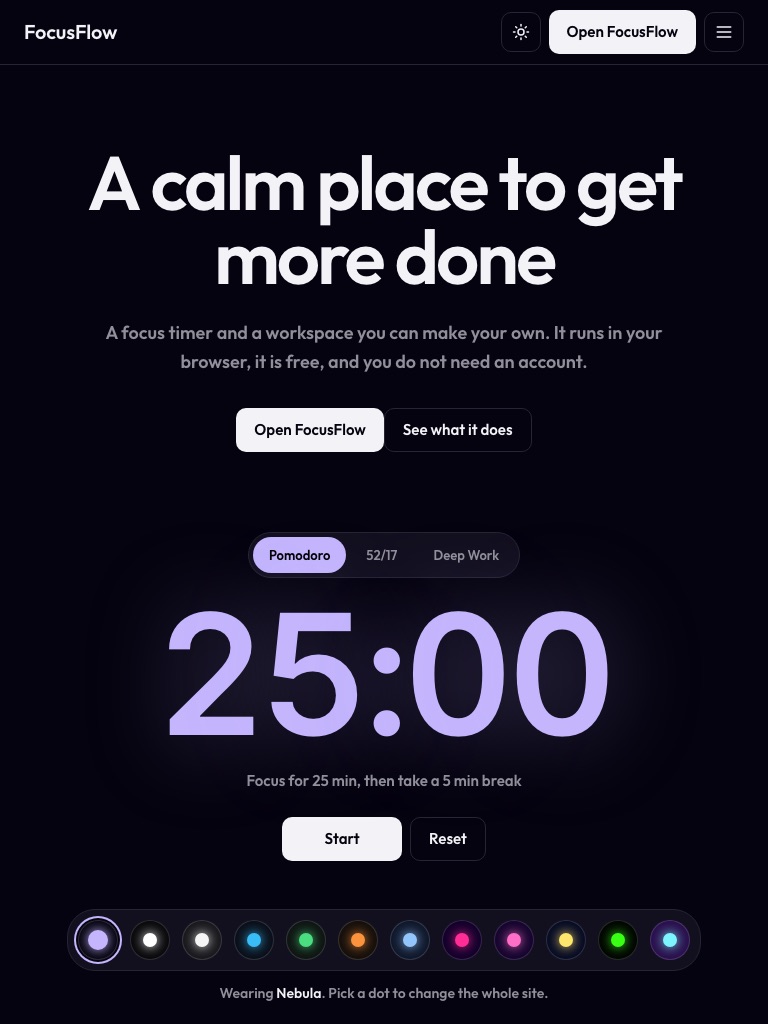 FocusFlow
Open FocusFlow
A calm place to get
more done
A focus timer and a workspace you can make your own. It runs in your
browser, it is free, and you do not need an account.
Open FocusFlow
See what it does
Pomodoro
52/17
Deep Work
25:00
Focus for 25 min, then take a 5 min break
Start
Reset
Wearing Nebula. Pick a dot to change the whole site.